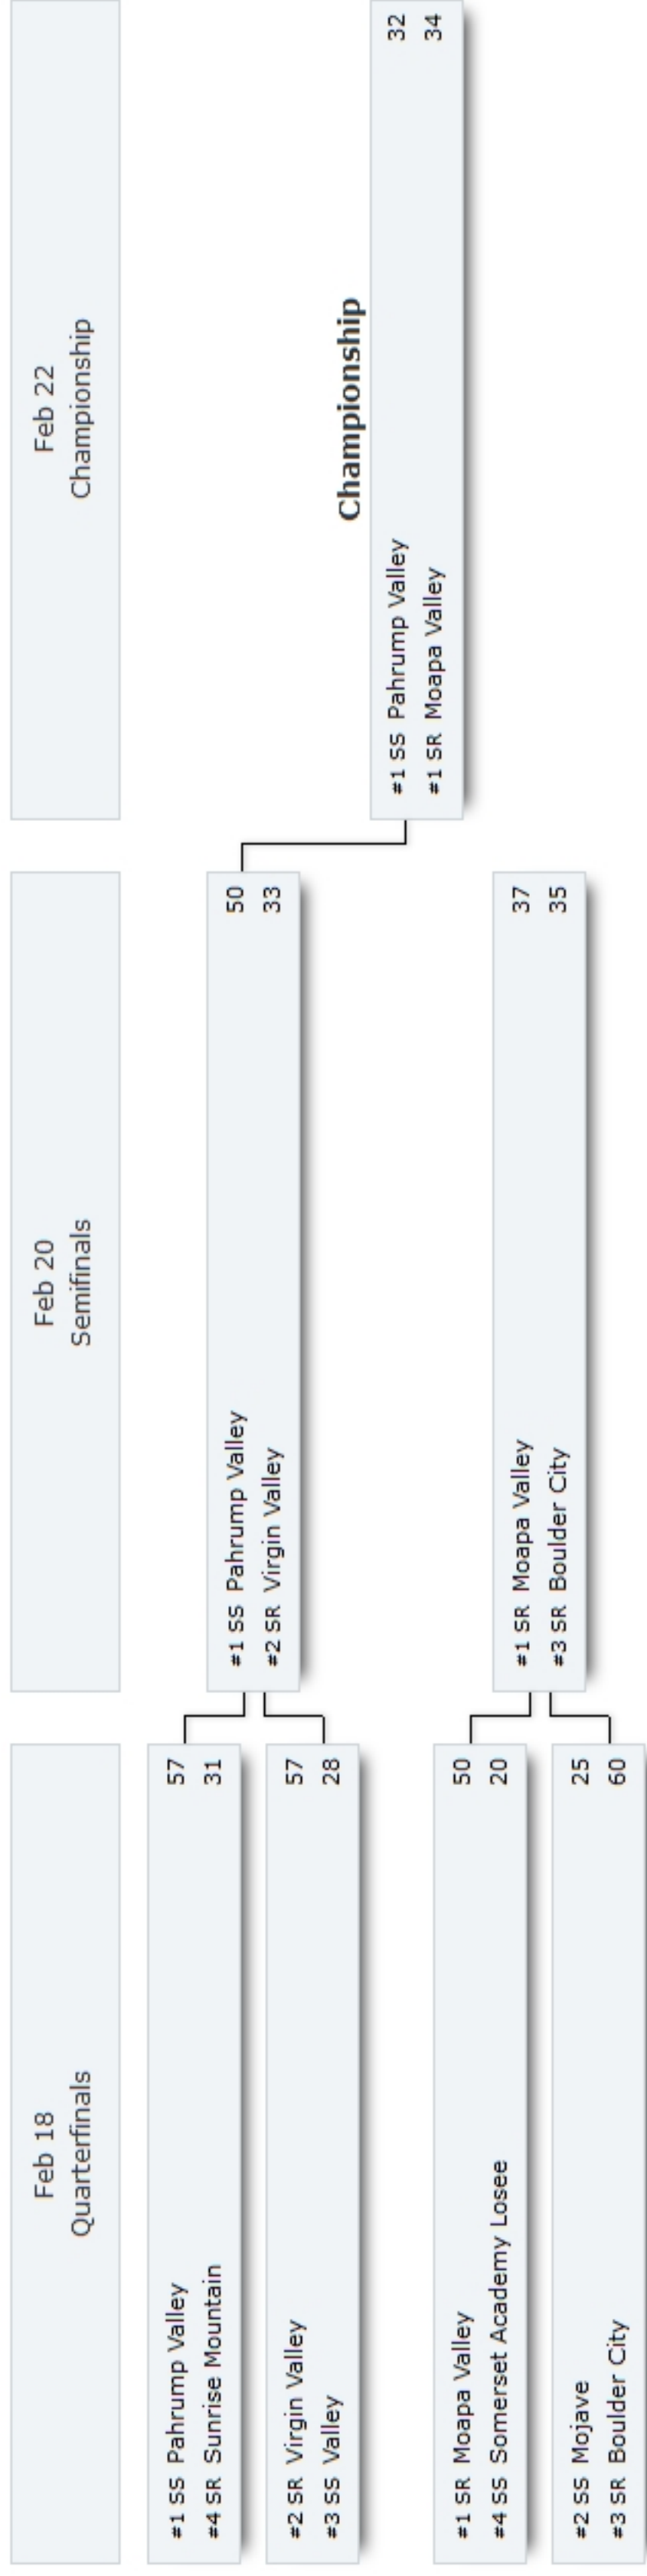 Feb 18
Quarterfinals
Feb 20
Semifinals
Feb 22
Championship
#1 SS Pahrump Valley 57
#4 SR Sunrise Mountain 31
#2 SR Virgin Valley 57
#3 SS Valley 28
#1 SR Moapa Valley 50
#4 SS Somerset Academy Losee 20
#2 SS Mojave 25
#3 SR Boulder City 60
#1 SS Pahrump Valley 50
#2 SR Virgin Valley 33
#1 SR Moapa Valley 37
#3 SR Boulder City 35
Championship
#1 SS Pahrump Valley 32
#1 SR Moapa Valley 34